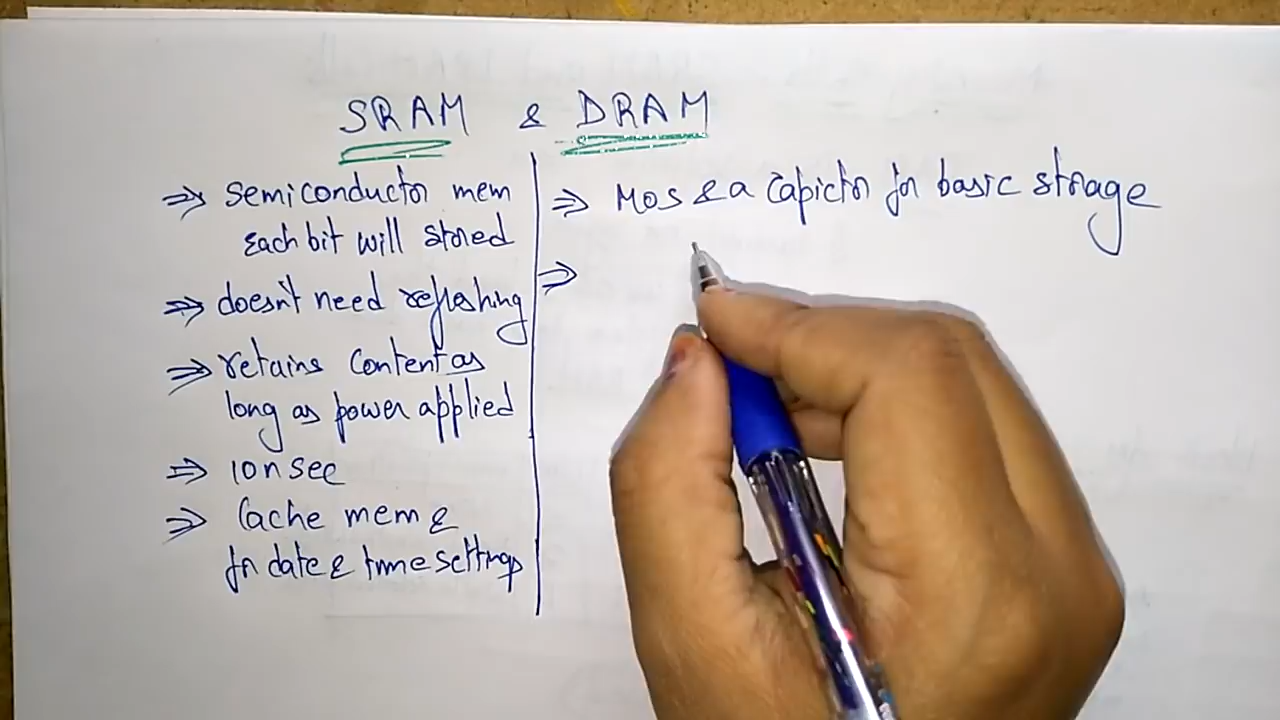 SRAM & DRAM
⇒ semiconductor mem
each bit will stored
⇒ doesn't need refreshing
⇒ retains content as
long as power applied
⇒ 10nsec
⇒ Cache mem &
for date & time settings
⇒ Mos & a Capictor for basic storage
⇒